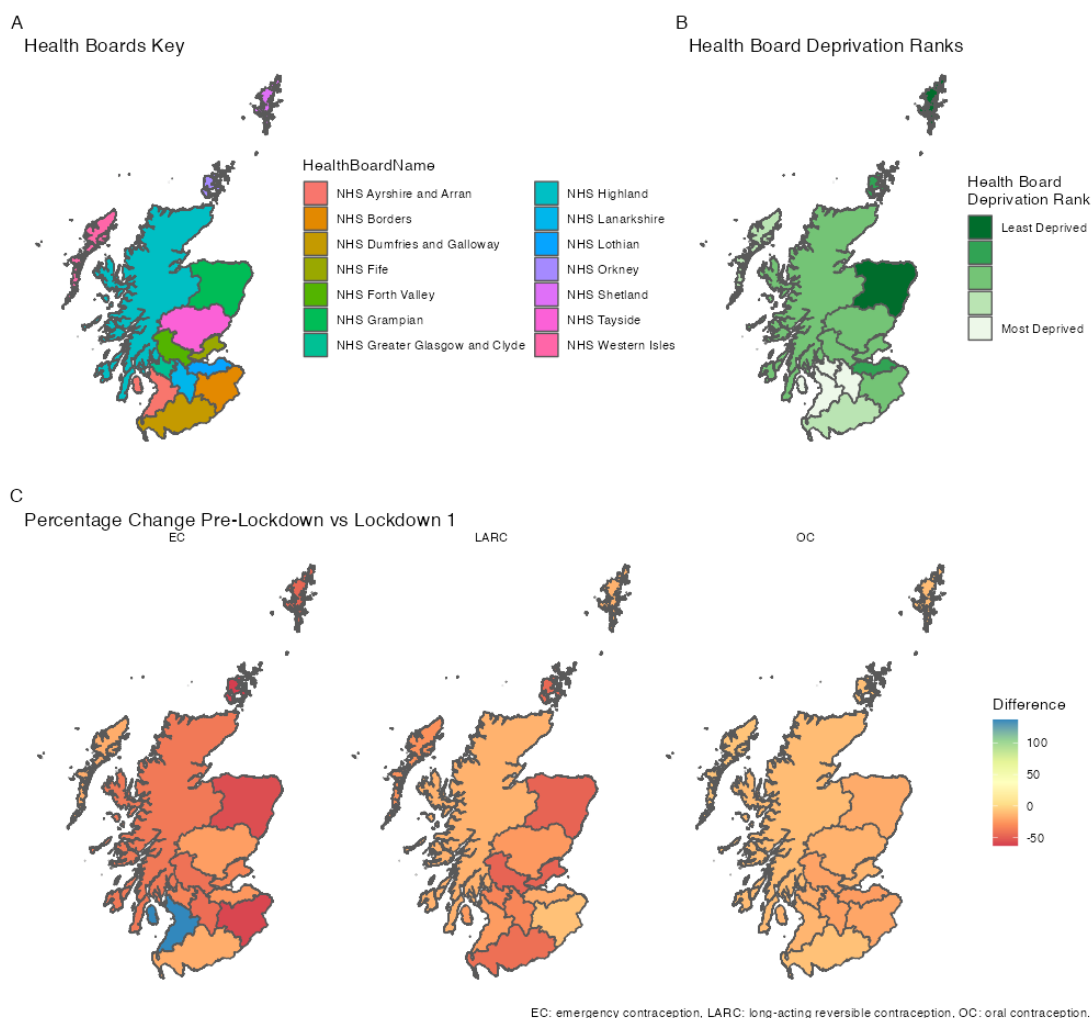 A
Health Boards Key
HealthBoardName
NHS Ayrshire and Arran
NHS Borders
NHS Dumfries and Galloway
NHS Fife
NHS Forth Valley
NHS Grampian
NHS Greater Glasgow and Clyde
NHS Highland
NHS Lanarkshire
NHS Lothian
NHS Orkney
NHS Shetland
NHS Tayside
NHS Western Isles
B
Health Board Deprivation Ranks
Health Board
Deprivation Rank
Least Deprived
Most Deprived
C
Percentage Change Pre-Lockdown vs Lockdown 1
EC
LARC
OC
Difference
100
50
0
-50
EC: emergency contraception, LARC: long-acting reversible contraception, OC: oral contraception.